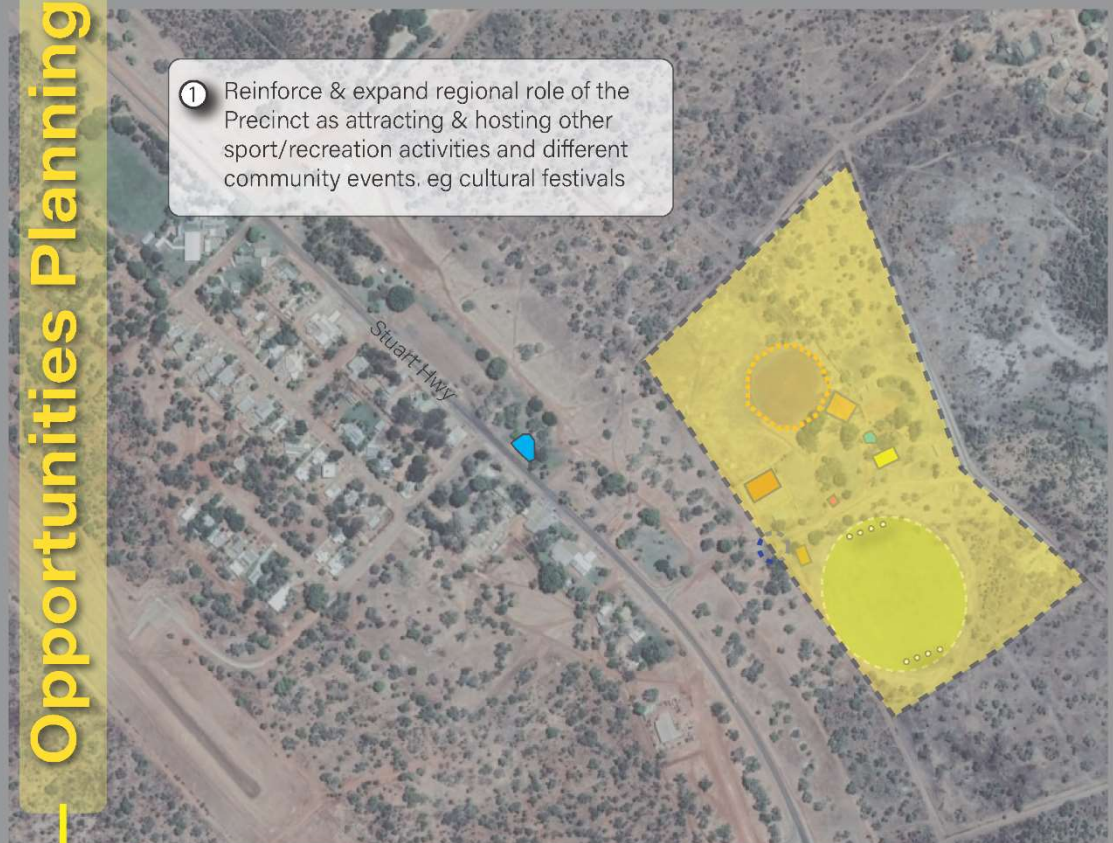 Opportunities Planning
1
Reinforce & expand regional role of the
Precinct as attracting & hosting other
sport/recreation activities and different
community events. eg cultural festivals
Stuart Hwy